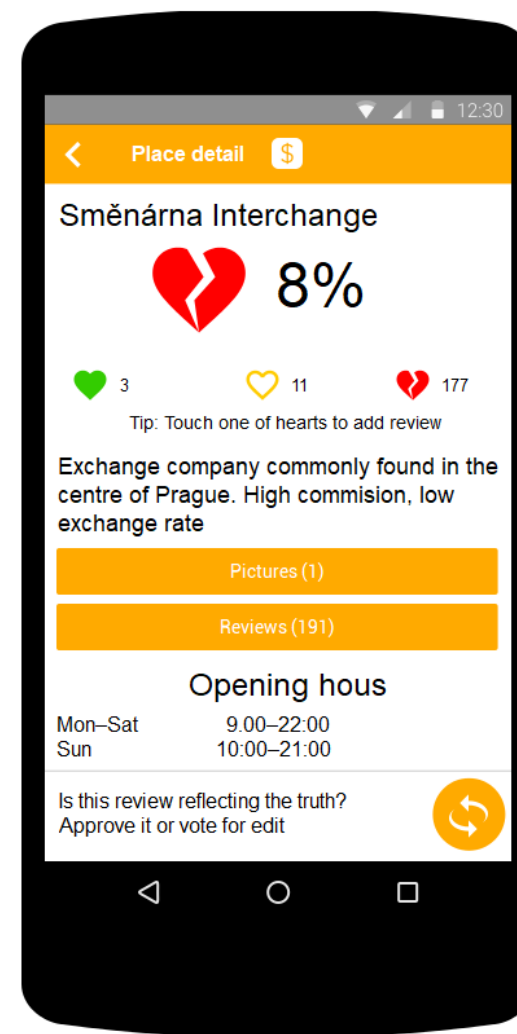 12:30
Place detail $
Směnárna Interchange
8%
3 11 177
Tip: Touch one of hearts to add review
Exchange company commonly found in the
centre of Prague. High commision, low
exchange rate
Pictures (1)
Reviews (191)
Opening hous
Mon–Sat 9.00–22:00
Sun 10:00–21:00
Is this review reflecting the truth?
Approve it or vote for edit